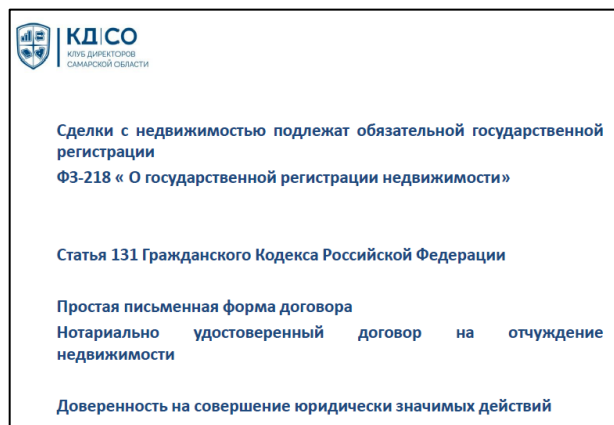 КД|СО
КЛУБ ДИРЕКТОРОВ
САМАРСКОЙ ОБЛАСТИ
Сделки с недвижимостью подлежат обязательной государственной
регистрации
ФЗ-218 « О государственной регистрации недвижимости»
Статья 131 Гражданского Кодекса Российской Федерации
Простая письменная форма договора
Нотариально удостоверенный договор на отчуждение
недвижимости
Доверенность на совершение юридически значимых действий